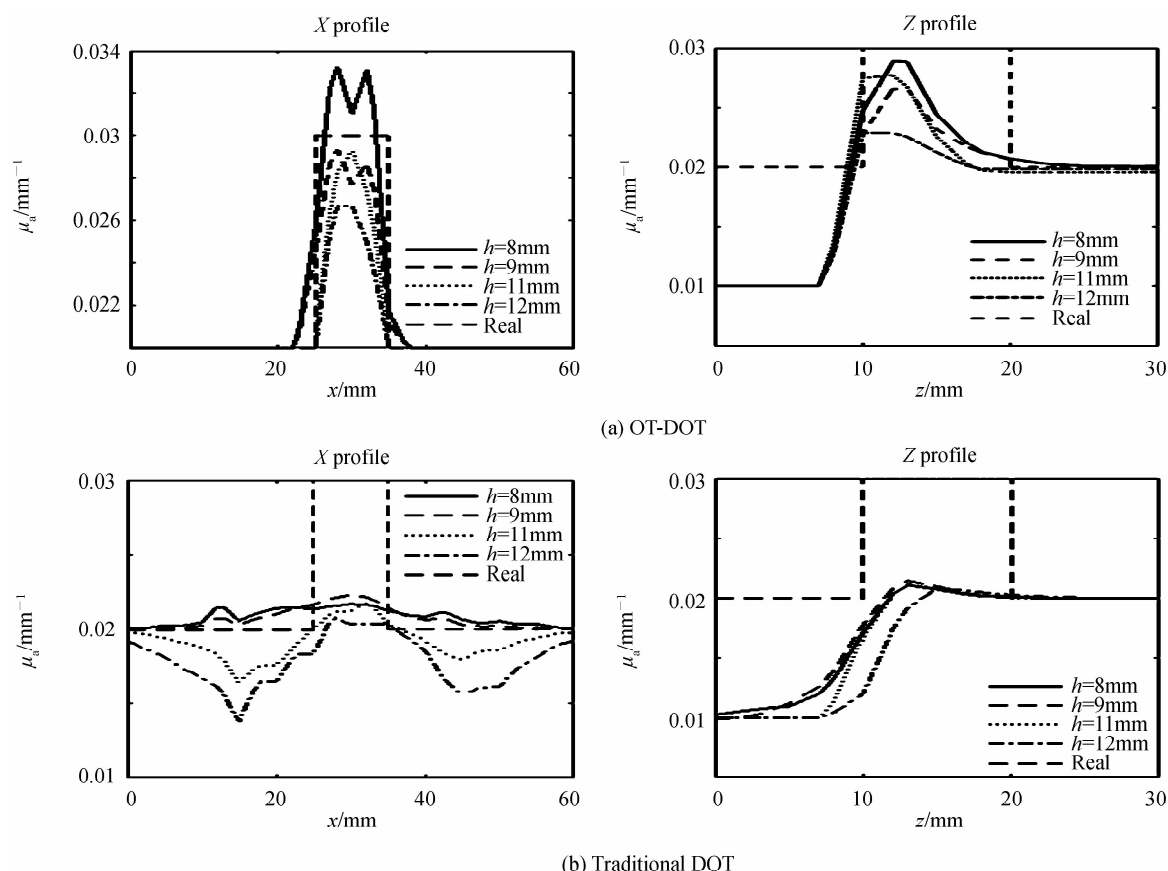 X profile
0.034
0.03
0.026
0.022
μa/mm−1
h=8mm
h=9mm
h=11mm
h=12mm
Real
0
20
40
60
x/mm
Z profile
0.03
0.02
0.01
μa/mm−1
h=8mm
h=9mm
h=11mm
h=12mm
Rcal
0
10
20
30
z/mm
(a) OT-DOT
X profile
0.03
0.02
0.01
μa/mm−1
h=8mm
h=9mm
h=11mm
h=12mm
Real
0
20
40
60
x/mm
Z profile
0.03
0.02
0.01
μa/mm−1
h=8mm
h=9mm
h=11mm
h=12mm
Real
0
10
20
30
z/mm
(b) Traditional DOT